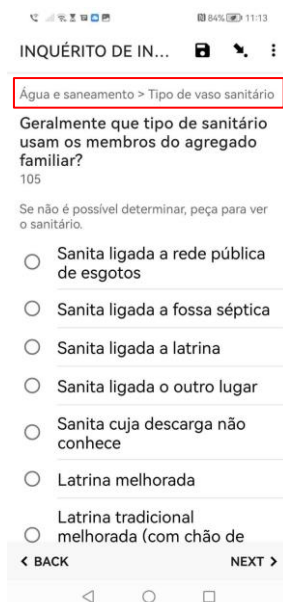 84% 11:13
INQUÉRITO DE IN...
Água e saneamento > Tipo de vaso sanitário
Geralmente que tipo de sanitário
usam os membros do agregado
familiar?
105
Se não é possível determinar, peça para ver
o sanitário.
Sanita ligada a rede pública
de esgotos
Sanita ligada a fossa séptica
Sanita ligada a latrina
Sanita ligada o outro lugar
Sanita cuja descarga não
conhece
Latrina melhorada
Latrina tradicional
melhorada (com chão de
< BACK NEXT >